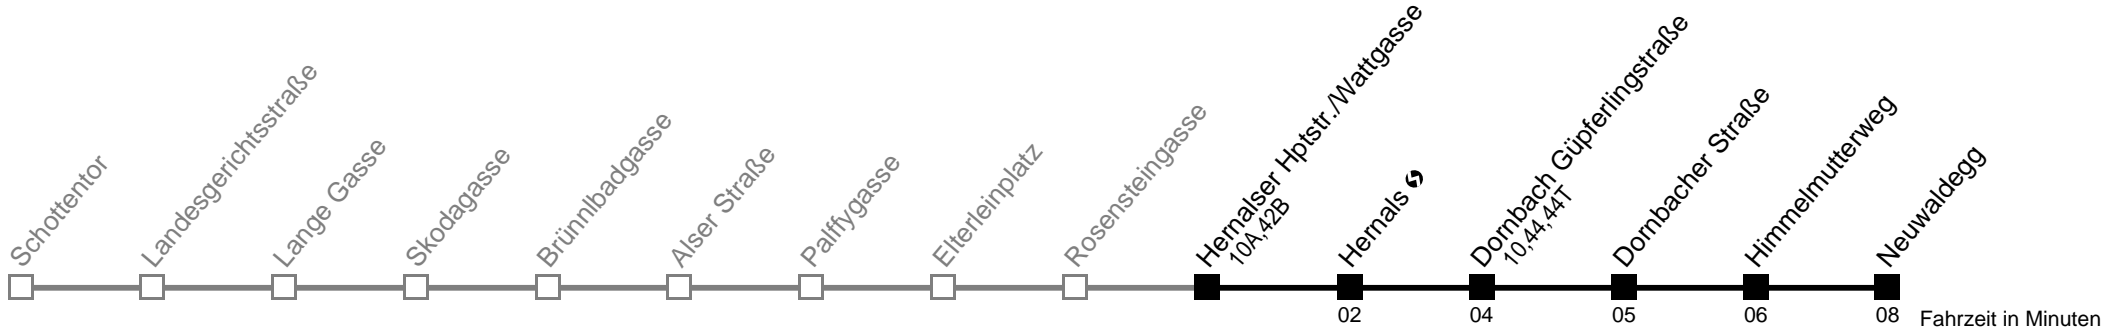 Schottentor
Landesgerichtsstraße
Lange Gasse
Skodagasse
Brünnlbadgasse
Alser Straße
Palffygasse
Elterleinplatz
Rosensteingasse
Hernalser Hptstr./Wattgasse
10A,42B
Hernals
Dornbach Güpferlingstraße
10,44,44T
Dornbacher Straße
Himmelmutterweg
Neuwaldegg
02 04 05 06 08 Fahrzeit in Minuten